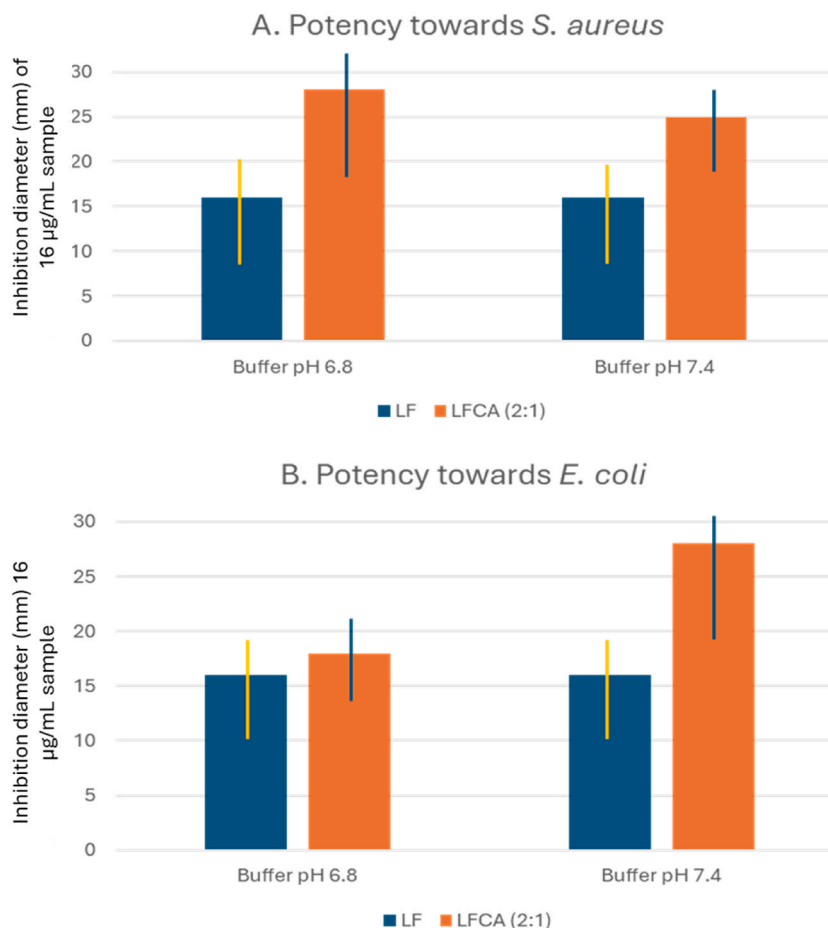 A. Potency towards S. aureus
Inhibition diameter (mm) of
16 µg/mL sample
30
25
20
15
10
5
0
Buffer pH 6.8
Buffer pH 7.4
LF
LFCA (2:1)
B. Potency towards E. coli
Inhibition diameter (mm) 16
µg/mL sample
30
25
20
15
10
5
0
Buffer pH 6.8
Buffer pH 7.4
LF
LFCA (2:1)